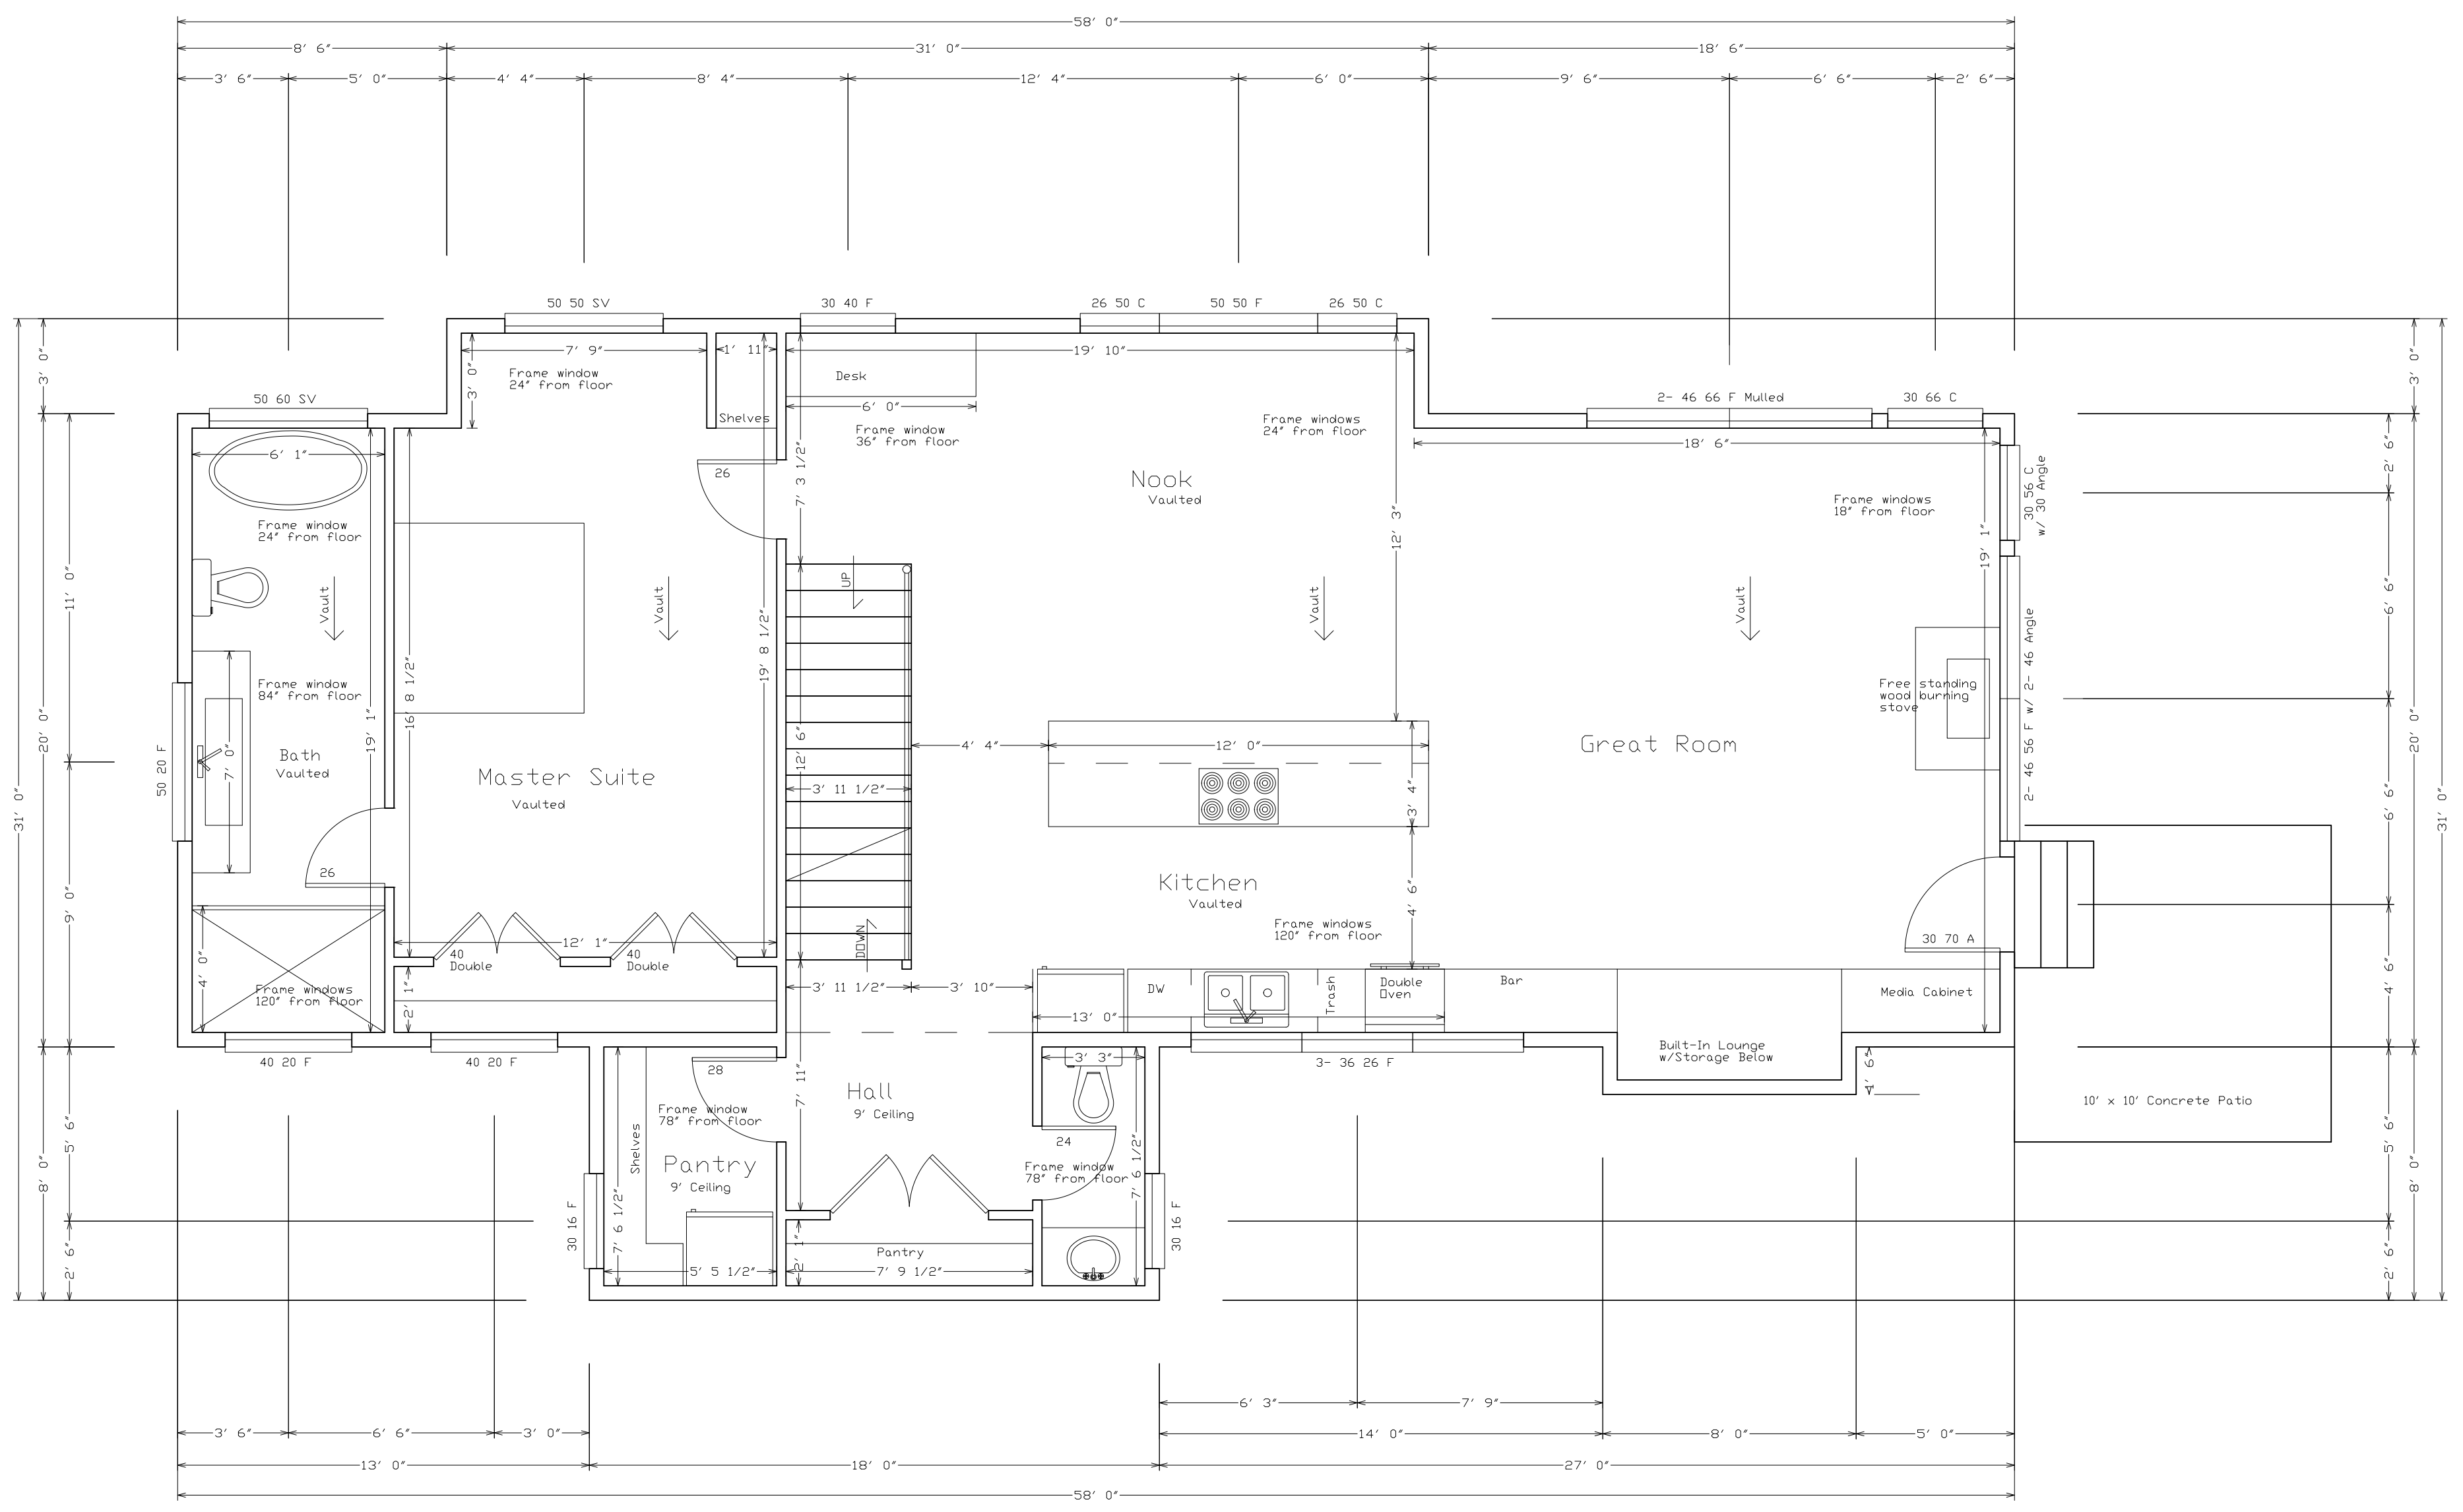 58' 0"
8' 6" 31' 0" 18' 6"
3' 6" 5' 0" 4' 4" 8' 4" 12' 4" 6' 0" 9' 6" 6' 6" 2' 6"
50 50 SV 30 40 F 26 50 C 50 50 F 26 50 C
7' 9" 1' 11" 19' 10"
3' 0"
3' 0"
3' 0"
Frame window
24" from floor
Desk
6' 0"
Shelves
50 60 SV
2- 46 66 F Mulled 30 66 C
Frame window
36" from floor
Frame windows
24" from floor
18' 6"
6' 1"
26
7' 3 1/2"
Nook
Vaulted
Frame windows
18" from floor
30 56 C
w/ 30 Angle
2' 6"
Frame window
24" from floor
12' 3"
19' 1"
UP
Vault
Vault
Vault
Vault
11' 0"
6' 6"
19' 8 1/2"
16' 8 1/2"
Frame window
84" from floor
Free standing
wood burning
stove
2- 46 56 F w/ 2- 46 Angle
19' 1"
20' 0"
20' 0"
50 20 F
7' 0"
Bath
Vaulted
Master Suite
Vaulted
12' 6"
4' 4"
12' 0"
Great Room
3' 11 1/2"
3' 4"
6' 6"
31' 0"
31' 0"
26
Kitchen
Vaulted
4' 6"
9' 0"
Frame windows
120" from floor
30 70 A
DOWN
12' 1"
40
Double
40
Double
4' 0"
2' 1"
Frame windows
120" from floor
3' 11 1/2" 3' 10"
DW
Trash
Double
Oven
Bar
Media Cabinet
4' 6"
13' 0"
40 20 F 40 20 F
3' 3"
3- 36 26 F
Built-In Lounge
w/Storage Below
1' 6"
28
7' 11"
Hall
9' Ceiling
10' x 10' Concrete Patio
Frame window
78" from floor
Shelves
Pantry
9' Ceiling
24
Frame window
78" from floor
7' 6 1/2"
7' 6 1/2"
5' 6"
5' 6"
8' 0"
8' 0"
30 16 F
30 16 F
Pantry
2' 1"
5' 5 1/2" 7' 9 1/2"
2' 6"
2' 6"
6' 3" 7' 9"
3' 6" 6' 6" 3' 0" 14' 0" 8' 0" 5' 0"
13' 0" 18' 0" 27' 0"
58' 0"